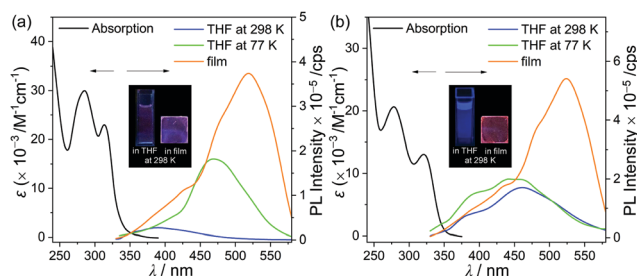 (a)
Absorption
THF at 298 K
THF at 77 K
film
in THF in film
at 298 K
ε (× 10⁻³ /M⁻¹cm⁻¹)
40
30
20
10
0
PL Intensity × 10⁻⁵ /cps
5
4
3
2
1
0
240 300 350 400 450 500 550
λ / nm
(b)
Absorption
THF at 298 K
THF at 77 K
film
in THF in film
at 298 K
ε (× 10⁻³ /M⁻¹cm⁻¹)
30
20
10
0
PL Intensity × 10⁻⁵ /cps
6
4
2
0
240 300 350 400 450 500 550
λ / nm